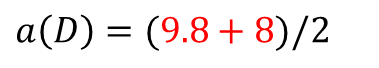 a(D) = (9.8 + 8)/2